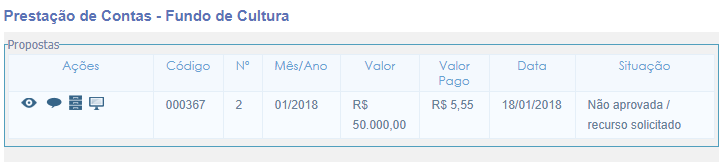 Prestação de Contas - Fundo de Cultura
Propostas
Ações Código Nº Mês/Ano Valor Valor Pago Data Situação
000367 2 01/2018 R$ 50.000,00 R$ 5,55 18/01/2018 Não aprovada / recurso solicitado